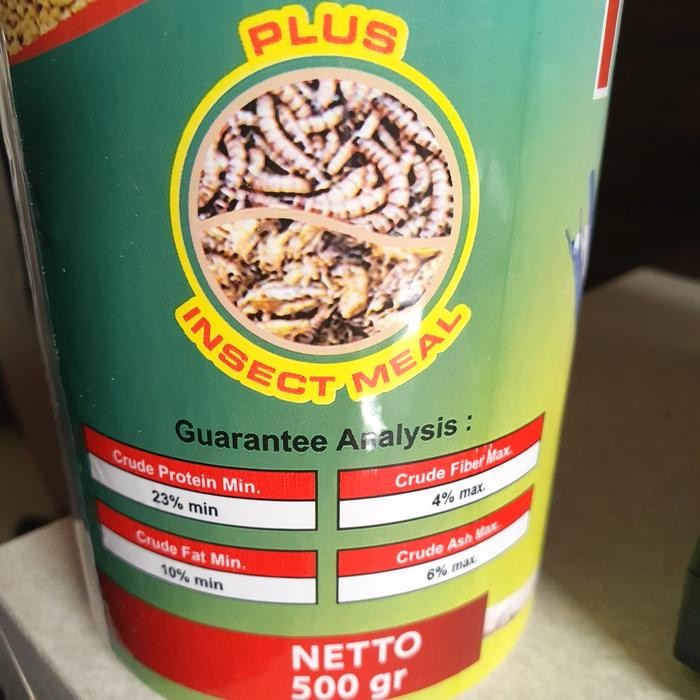 PLUS
INSECT MEAL
Guarantee Analysis :
Crude Protein Min.
23% min
Crude Fiber Max.
4% max.
Crude Fat Min.
10% min
Crude Ash Max.
6% max.
NETTO
500 gr